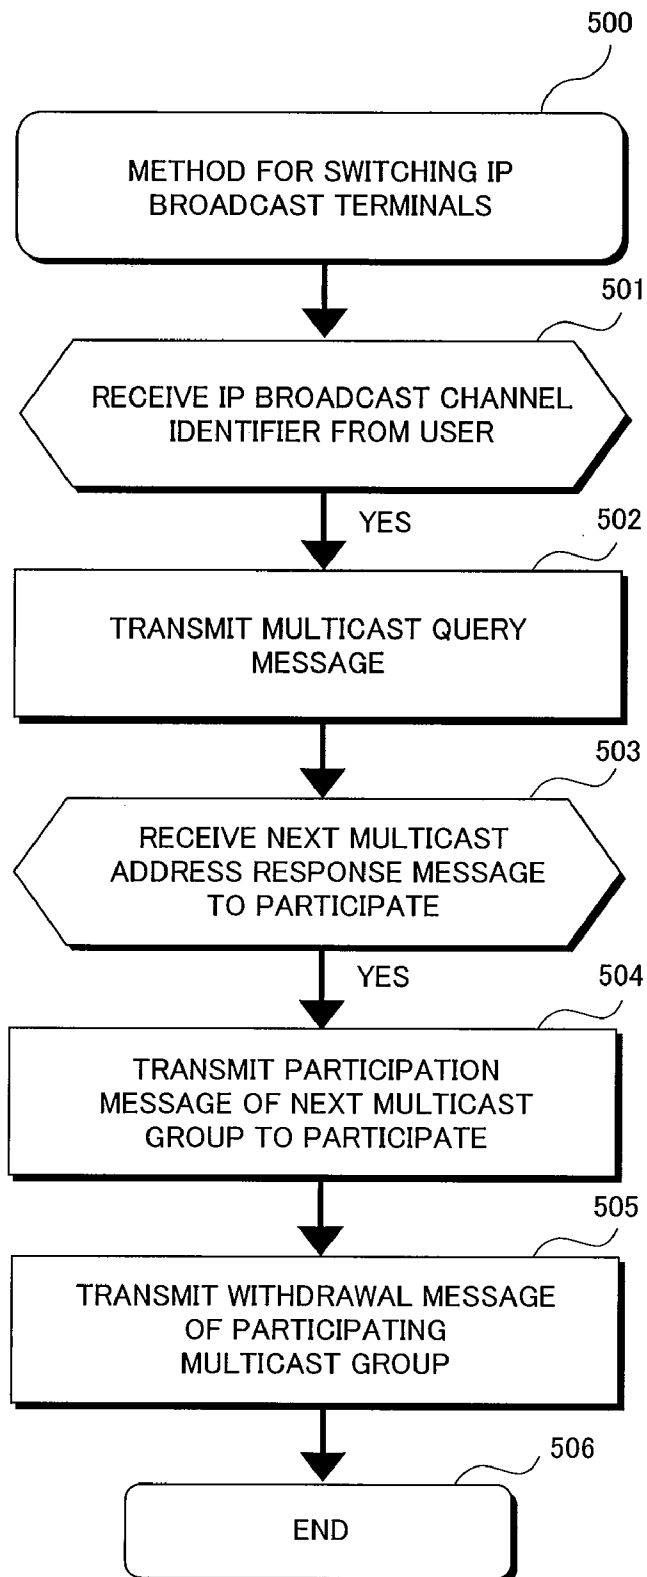 500
METHOD FOR SWITCHING IP
BROADCAST TERMINALS
501
RECEIVE IP BROADCAST CHANNEL
IDENTIFIER FROM USER
YES
502
TRANSMIT MULTICAST QUERY
MESSAGE
503
RECEIVE NEXT MULTICAST
ADDRESS RESPONSE MESSAGE
TO PARTICIPATE
YES
504
TRANSMIT PARTICIPATION
MESSAGE OF NEXT MULTICAST
GROUP TO PARTICIPATE
505
TRANSMIT WITHDRAWAL MESSAGE
OF PARTICIPATING
MULTICAST GROUP
506
END